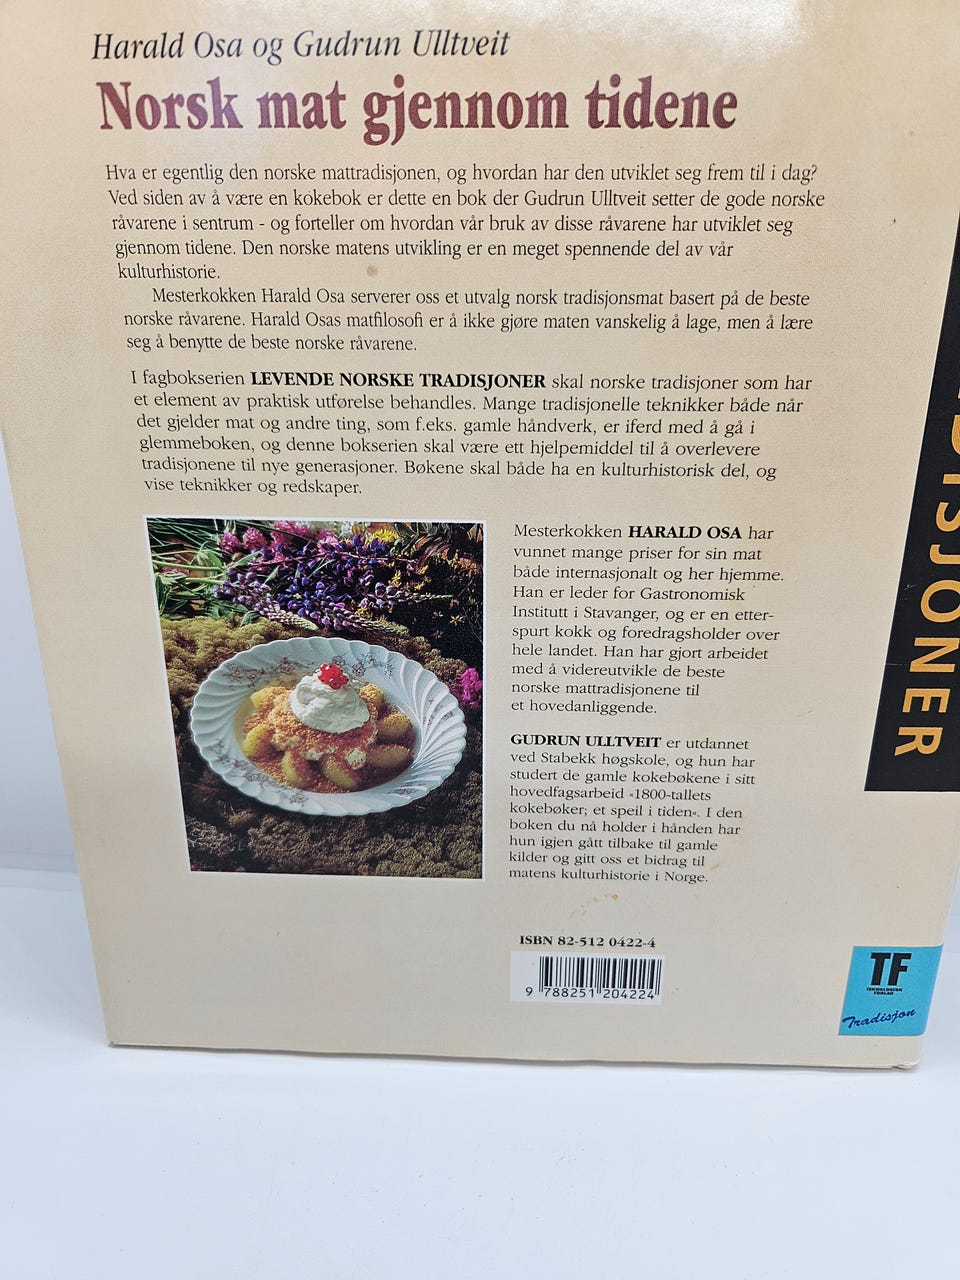 Harald Osa og Gudrun Ulltveit
Norsk mat gjennom tidene
Hva er egentlig den norske mattradisjonen, og hvordan har den utviklet seg frem til i dag?
Ved siden av å være en kokebok er dette en bok der Gudrun Ulltveit setter de gode norske
råvarene i sentrum - og forteller om hvordan vår bruk av disse råvarene har utviklet seg
gjennom tidene. Den norske matens utvikling er en meget spennende del av vår
kulturhistorie.
Mesterkokken Harald Osa serverer oss et utvalg norsk tradisjonsmat basert på de beste
norske råvarene. Harald Osas matfilosofi er å ikke gjøre maten vanskelig å lage, men å lære
seg å benytte de beste norske råvarene.
I fagbokserien LEVENDE NORSKE TRADISJONER skal norske tradisjoner som har
et element av praktisk utførelse behandles. Mange tradisjonelle teknikker både når
det gjelder mat og andre ting, som f.eks. gamle håndverk, er iferd med å gå i
glemmeboken, og denne bokserien skal være ett hjelpemiddel til å overlevere
tradisjonene til nye generasjoner. Bøkene skal både ha en kulturhistorisk del, og
vise teknikker og redskaper.
Mesterkokken HARALD OSA har
vunnet mange priser for sin mat
både internasjonalt og her hjemme.
Han er leder for Gastronomisk
Institutt i Stavanger, og er en etter-
spurt kokk og foredragsholder over
hele landet. Han har gjort arbeidet
med å videreutvikle de beste
norske mattradisjonene til
et hovedanliggende.
GUDRUN ULLTVEIT er utdannet
ved Stabekk høgskole, og hun har
studert de gamle kokebøkene i sitt
hovedfagsarbeid «1800-tallets
kokebøker; et speil i tiden». I den
boken du nå holder i hånden har
hun igjen gått tilbake til gamle
kilder og gitt oss et bidrag til
matens kulturhistorie i Norge.
ISBN 82-512 0422-4
9 788251 204224
TF
TEKNOLOGISK
FORLAG
Tradisjon
DISJONER